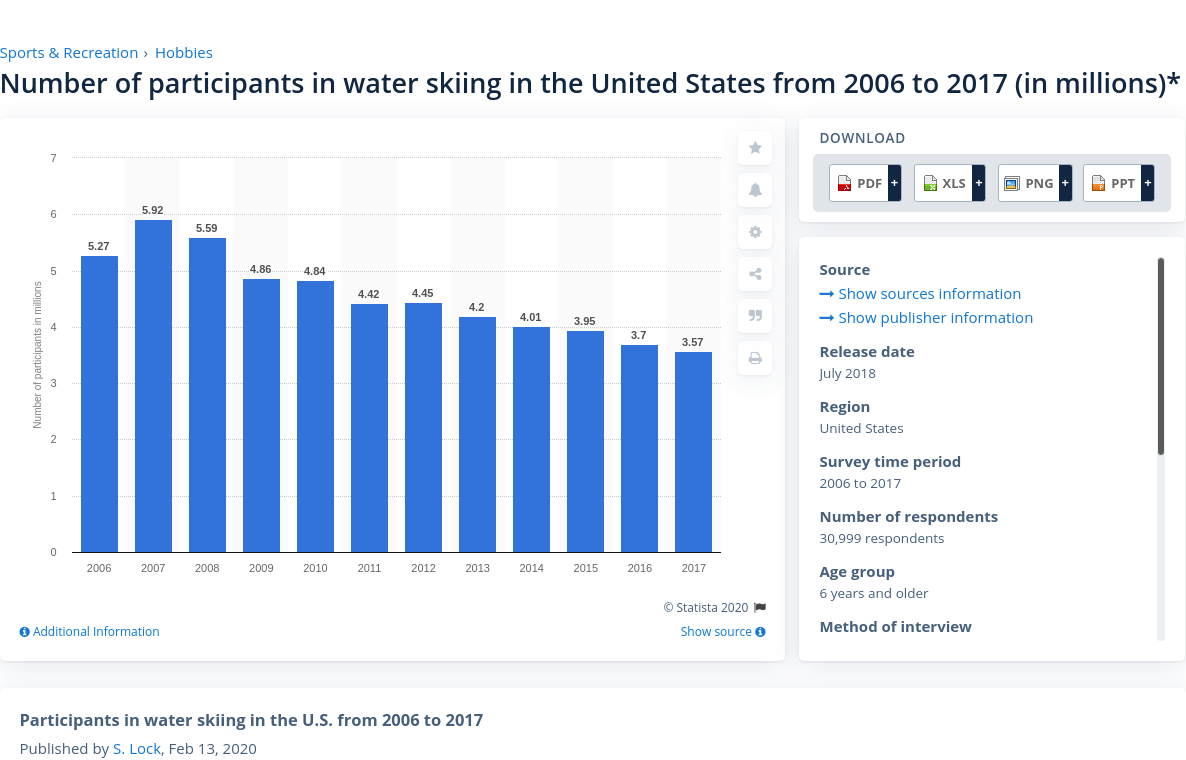 Sports & Recreation › Hobbies
Number of participants in water skiing in the United States from 2006 to 2017 (in millions)*
Number of participants in millions
7
6
5
4
3
2
1
0
5.27
5.92
5.59
4.86
4.84
4.42
4.45
4.2
4.01
3.95
3.7
3.57
2006 2007 2008 2009 2010 2011 2012 2013 2014 2015 2016 2017
© Statista 2020
Additional Information
Show source
DOWNLOAD
PDF + XLS + PNG + PPT +
Source
Show sources information
Show publisher information
Release date
July 2018
Region
United States
Survey time period
2006 to 2017
Number of respondents
30,999 respondents
Age group
6 years and older
Method of interview
Participants in water skiing in the U.S. from 2006 to 2017
Published by S. Lock, Feb 13, 2020